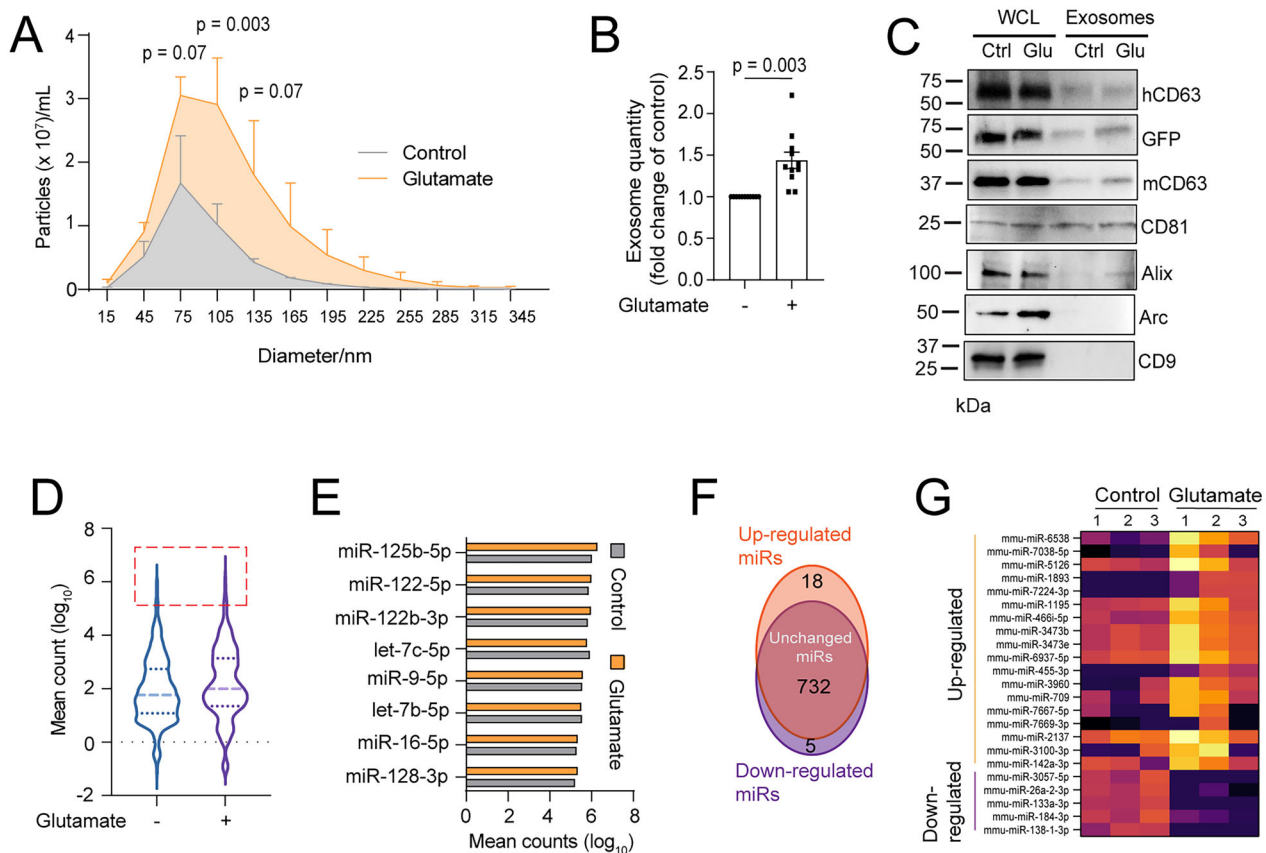 A
p = 0.003
p = 0.07
p = 0.07
Particles (x 10⁷)/mL
4
3
2
1
0
Control
Glutamate
15 45 75 105 135 165 195 225 255 285 315 345
Diameter/nm
B
p = 0.003
Exosome quantity
(fold change of control)
2.5
2.0
1.5
1.0
0.5
0.0
Glutamate - +
C
WCL Exosomes
Ctrl Glu Ctrl Glu
75
50
hCD63
75
50
GFP
37
mCD63
25
CD81
100
Alix
50
Arc
37
25
CD9
kDa
D
Mean count (log₁₀)
8
6
4
2
0
-2
Glutamate - +
E
miR-125b-5p
miR-122-5p
miR-122b-3p
let-7c-5p
miR-9-5p
let-7b-5p
miR-16-5p
miR-128-3p
Control
Glutamate
0 2 4 6 8
Mean counts (log₁₀)
F
Up-regulated
miRs
18
Unchanged
miRs
732
5
Down-regulated
miRs
G
Control Glutamate
1 2 3 1 2 3
Up-regulated
mmu-miR-6538
mmu-miR-7038-5p
mmu-miR-5126
mmu-miR-1893
mmu-miR-7224-3p
mmu-miR-1195
mmu-miR-466i-5p
mmu-miR-3473b
mmu-miR-3473e
mmu-miR-6937-5p
mmu-miR-455-3p
mmu-miR-3960
mmu-miR-709
mmu-miR-7667-5p
mmu-miR-7669-3p
mmu-miR-2137
mmu-miR-3100-3p
mmu-miR-142a-3p
Down-
regulated
mmu-miR-3057-5p
mmu-miR-26a-2-3p
mmu-miR-133a-3p
mmu-miR-184-3p
mmu-miR-138-1-3p